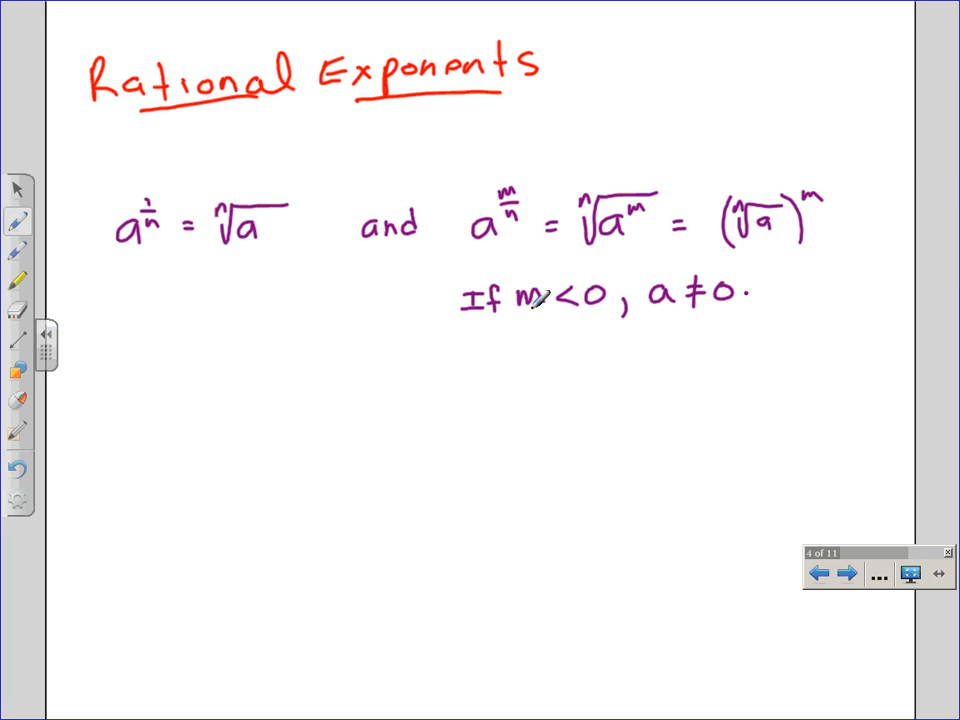 Rational Exponents
a^{1/n} = ⁿ√a and a^{m/n} = ⁿ√(a^m) = (ⁿ√a)^m
If m < 0, a ≠ 0.
4 of 11
...